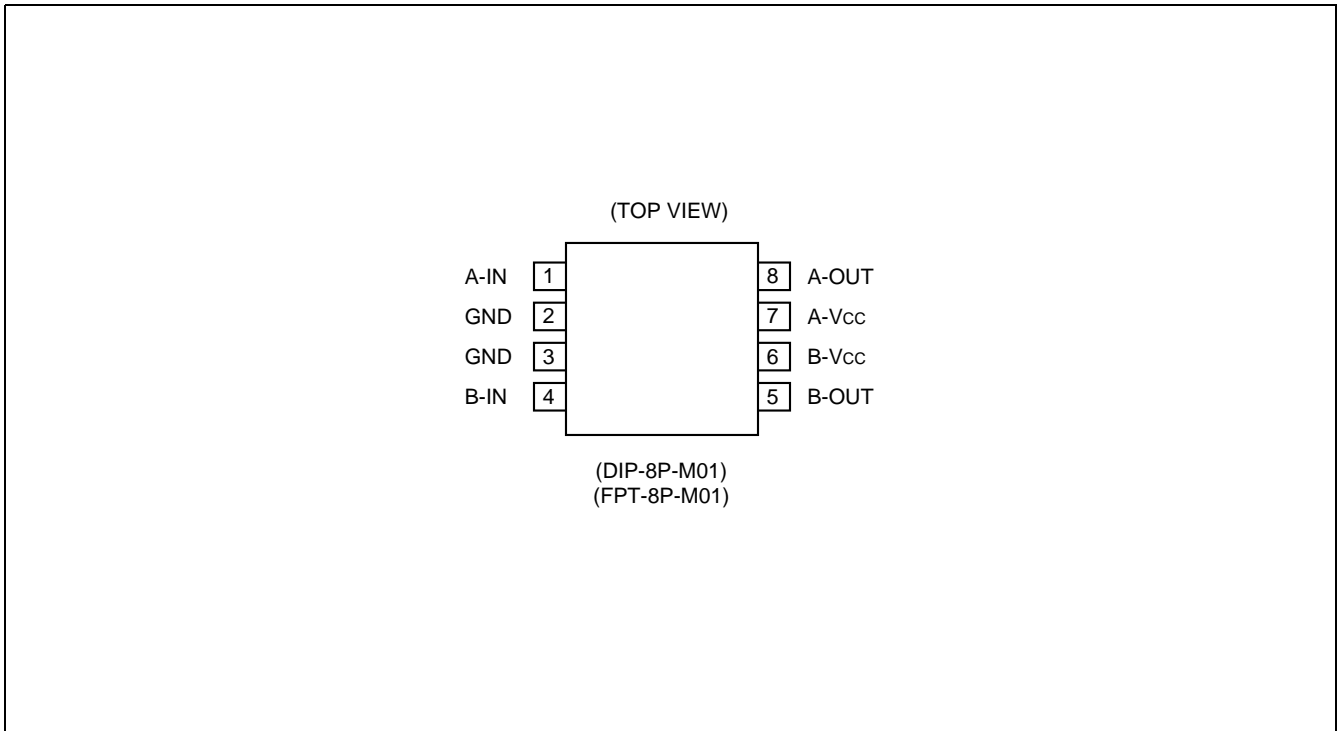 (TOP VIEW)
A-IN 1 8 A-OUT
GND 2 7 A-VCC
GND 3 6 B-VCC
B-IN 4 5 B-OUT
(DIP-8P-M01)
(FPT-8P-M01)